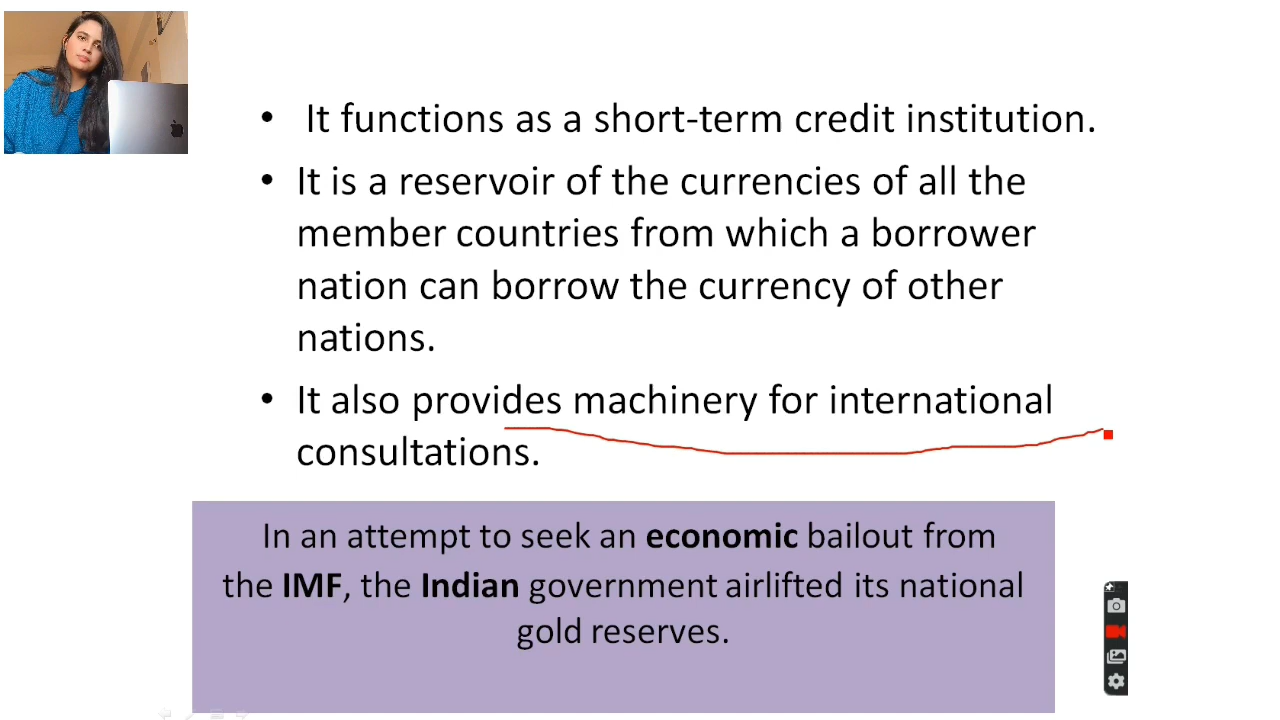 • It functions as a short-term credit institution.
• It is a reservoir of the currencies of all the
member countries from which a borrower
nation can borrow the currency of other
nations.
• It also provides machinery for international
consultations.
In an attempt to seek an economic bailout from
the IMF, the Indian government airlifted its national
gold reserves.